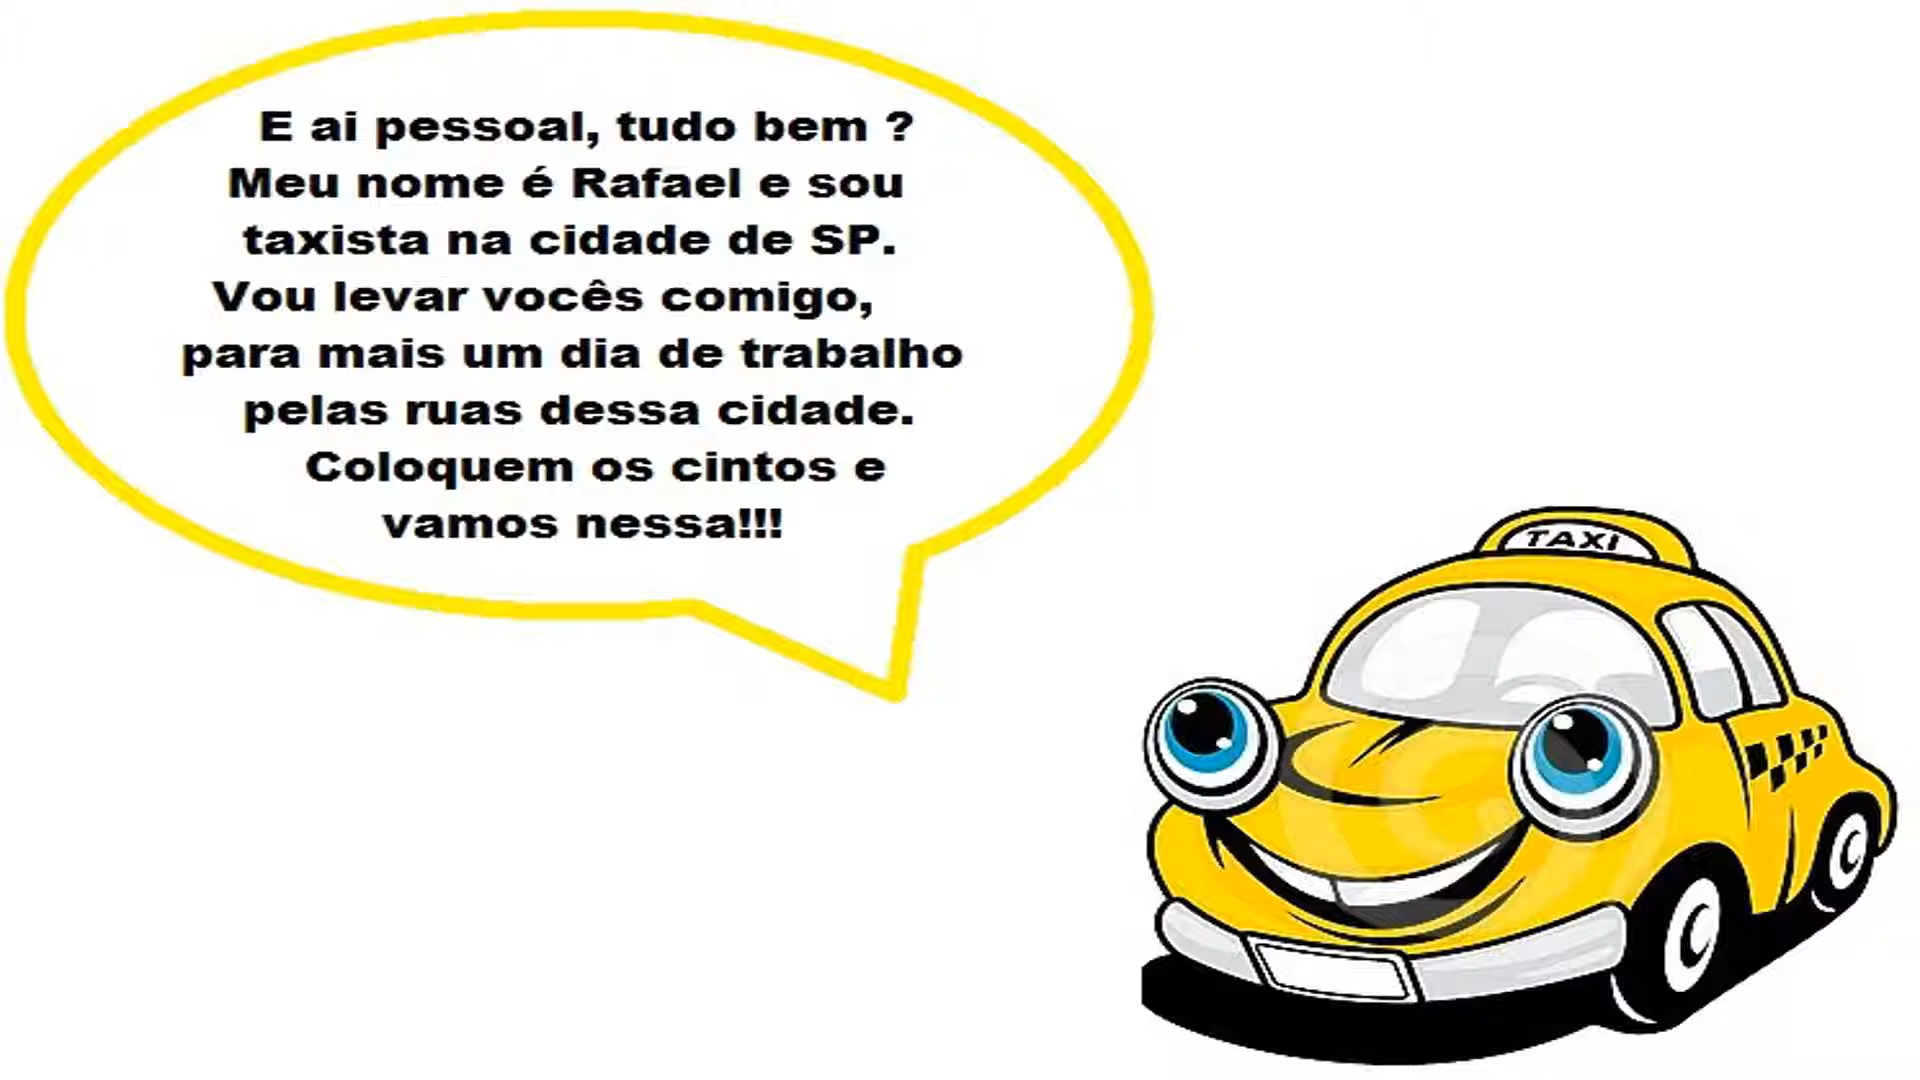 E ai pessoal, tudo bem ?
Meu nome é Rafael e sou
taxista na cidade de SP.
Vou levar vocês comigo,
para mais um dia de trabalho
pelas ruas dessa cidade.
Coloquem os cintos e
vamos nessa!!!
TAXI